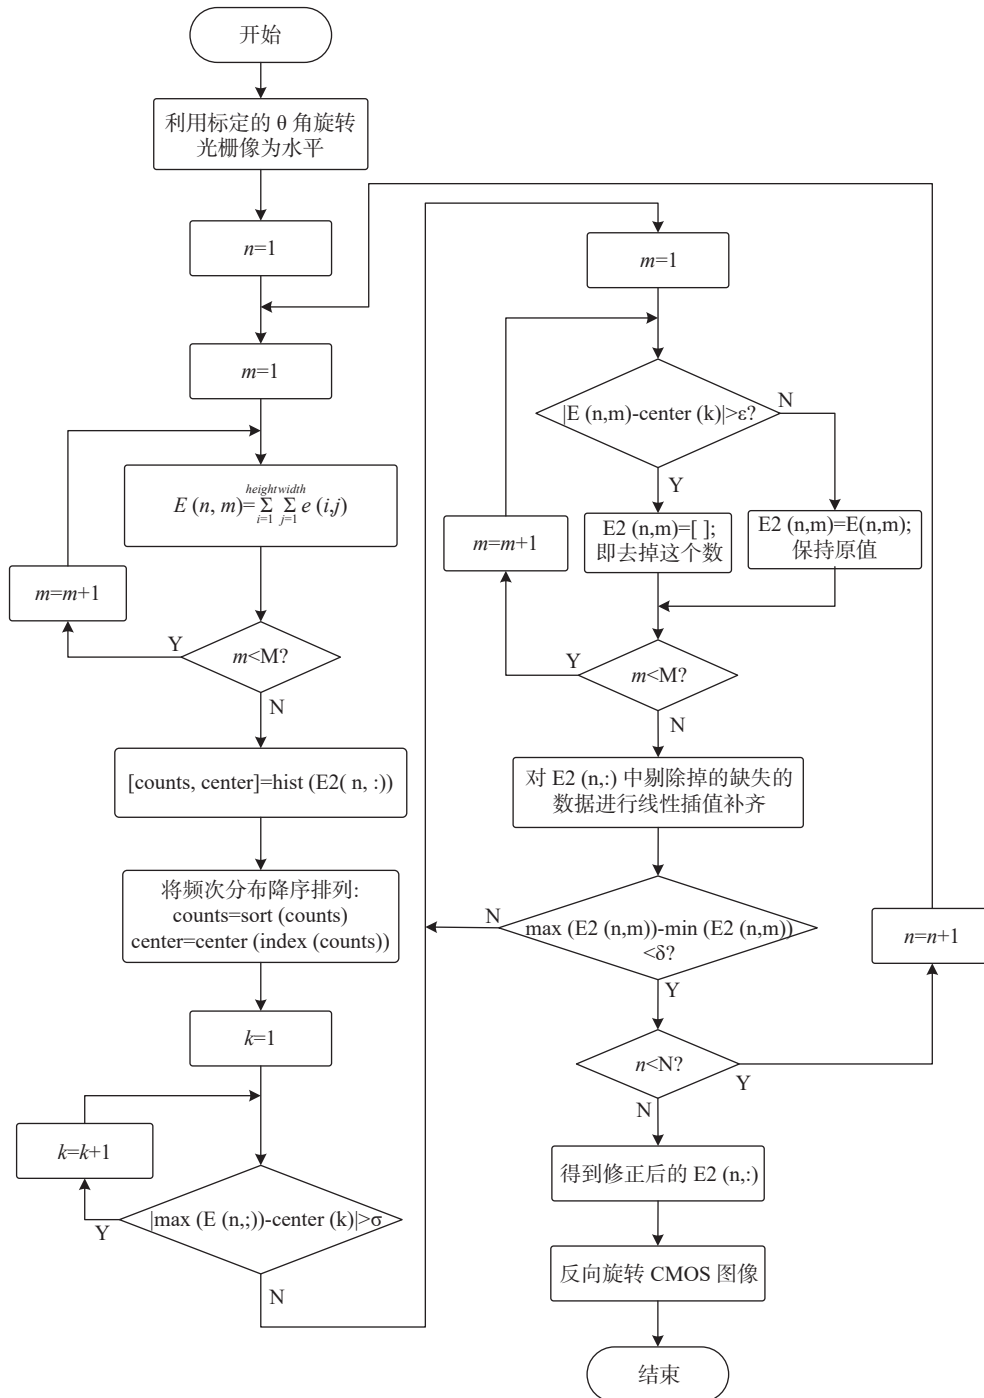 开始
利用标定的 θ 角旋转
光栅像为水平
n=1
m=1
E (n, m)=
height width
Σ Σ e (i,j)
i=1 j=1
m=m+1
Y
m<M?
N
[counts, center]=hist (E2( n, :))
将频次分布降序排列:
counts=sort (counts)
center=center (index (counts))
k=1
k=k+1
Y
|max (E (n,;))-center (k)|>σ
N
m=1
|E (n,m)-center (k)|>ε?
N
Y
E2 (n,m)=[ ];
即去掉这个数
E2 (n,m)=E(n,m);
保持原值
m=m+1
Y
m<M?
N
对 E2 (n,:) 中剔除掉的缺失的
数据进行线性插值补齐
N
max (E2 (n,m))-min (E2 (n,m))
<δ?
Y
n=n+1
n<N?
Y
N
得到修正后的 E2 (n,:)
反向旋转 CMOS 图像
结束